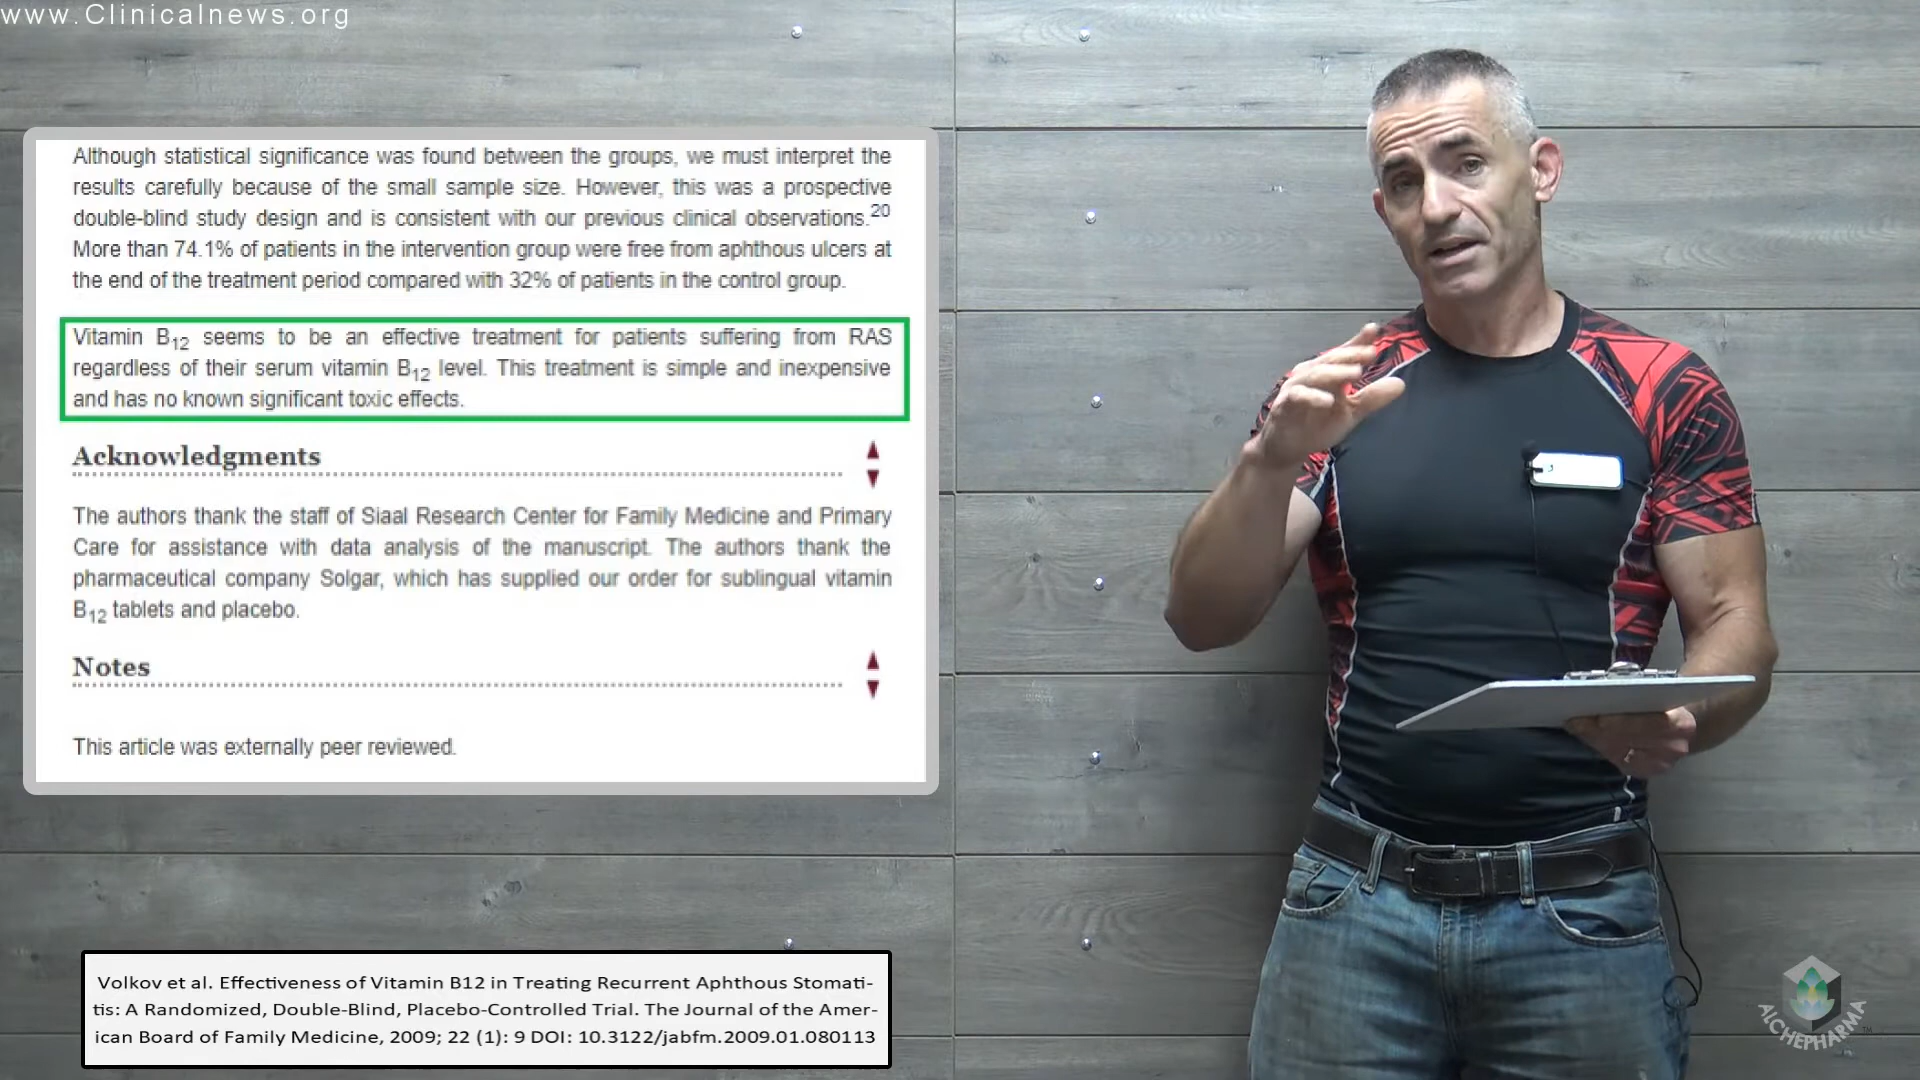 www.Clinicalnews.org
Although statistical significance was found between the groups, we must interpret the
results carefully because of the small sample size. However, this was a prospective
double-blind study design and is consistent with our previous clinical observations.20
More than 74.1% of patients in the intervention group were free from aphthous ulcers at
the end of the treatment period compared with 32% of patients in the control group.
Vitamin B12 seems to be an effective treatment for patients suffering from RAS
regardless of their serum vitamin B12 level. This treatment is simple and inexpensive
and has no known significant toxic effects.
Acknowledgments
The authors thank the staff of Siaal Research Center for Family Medicine and Primary
Care for assistance with data analysis of the manuscript. The authors thank the
pharmaceutical company Solgar, which has supplied our order for sublingual vitamin
B12 tablets and placebo.
Notes
This article was externally peer reviewed.
Volkov et al. Effectiveness of Vitamin B12 in Treating Recurrent Aphthous Stomati-
tis: A Randomized, Double-Blind, Placebo-Controlled Trial. The Journal of the Amer-
ican Board of Family Medicine, 2009; 22 (1): 9 DOI: 10.3122/jabfm.2009.01.080113
ALCHEPHARMA™